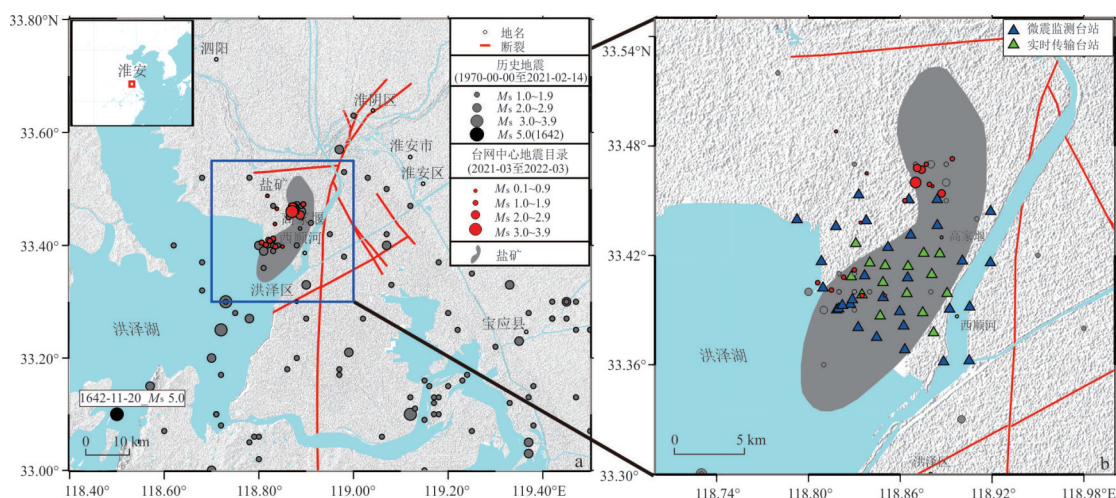 33.80°
33.60°
33.40°
33.20°
33.00°
118.40°
118.60°
118.80°
119.00°
119.20°
119.40°N
淮安
泗阳
淮阴区
淮安市
淮安区
盐矿
西顺河
洪泽区
洪泽湖
宝应县
1642-11-20_Ms 5.0
0 10 km
a
地名
断裂
历史地震
(1970-00-00至2021-02-14)
Ms 1.0~1.9
Ms 2.0~2.9
Ms 3.0~3.9
Ms 5.0(1642)
台网中心地震目录
(2021-03至2022-03)
Ms 0.1~0.9
Ms 1.0~1.9
Ms 2.0~2.9
Ms 3.0~3.9
盐矿
33.54°N
33.48°
33.42°
33.36°
33.30°
118.74°
118.80°
118.86°
118.92°
118.98°E
微震监测台站
实时传输台站
高家堰
西顺河
洪泽湖
洪泽区
0 5 km
b